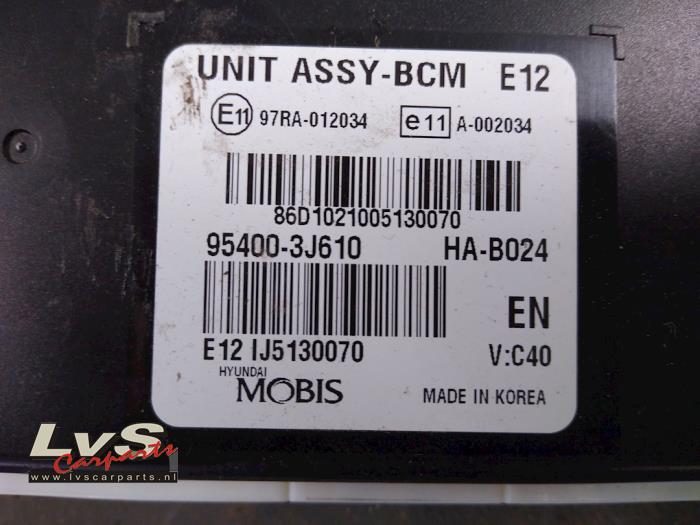 UNIT ASSY-BCM E12
E11 97RA-012034 e11 A-002034
86D1021005130070
95400-3J610 HA-B024
EN
E12 IJ5130070 V:C40
HYUNDAI
MOBIS MADE IN KOREA
LvS
Carparts
www.lvscarparts.nl